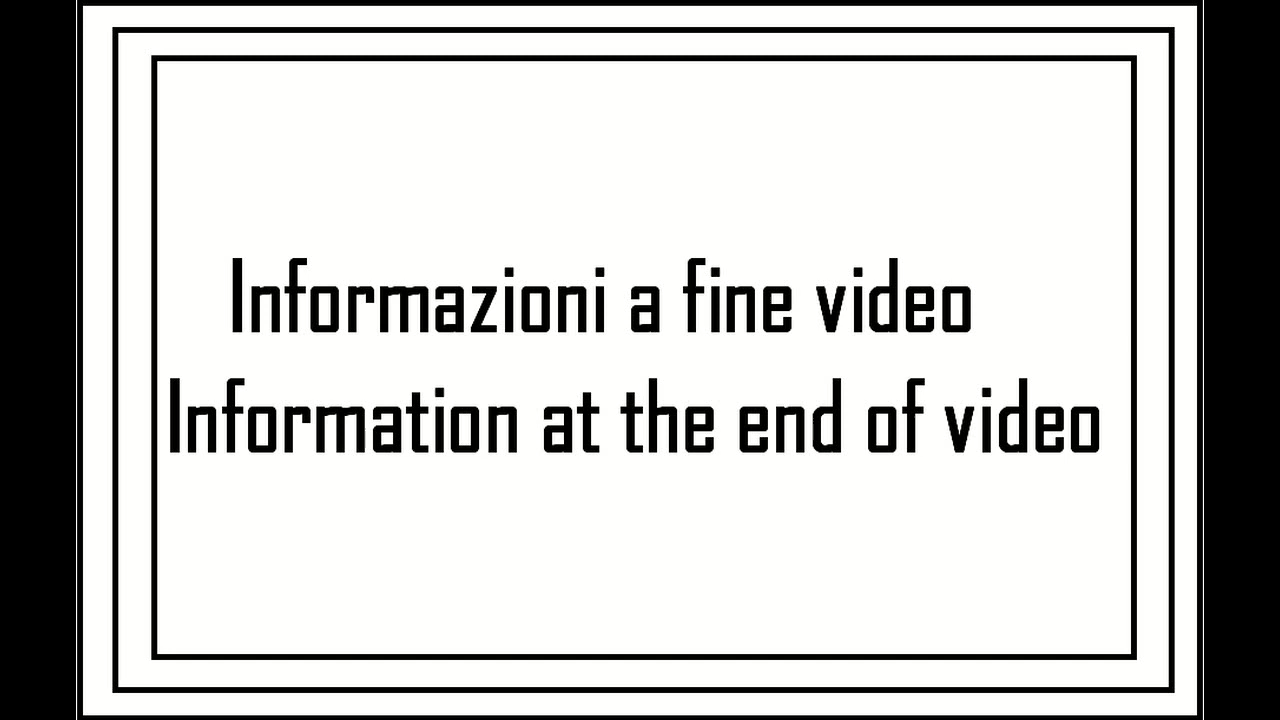 Informazioni a fine video
Information at the end of video